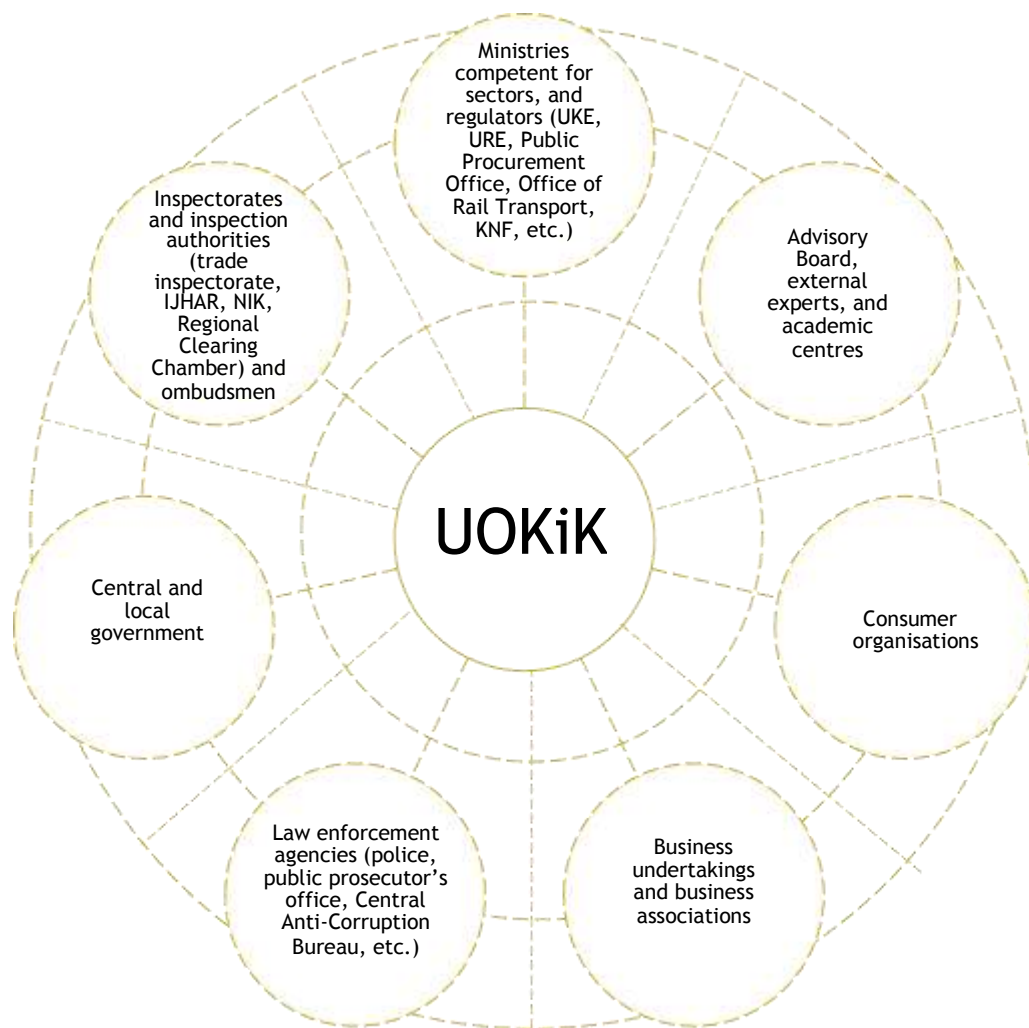 Ministries
competent for
sectors, and
regulators (UKE,
URE, Public
Procurement
Office, Office of
Rail Transport,
KNF, etc.)
Advisory
Board,
external
experts, and
academic
centres
Consumer
organisations
Business
undertakings
and business
associations
Law enforcement
agencies (police,
public prosecutor’s
office, Central
Anti-Corruption
Bureau, etc.)
Central and
local
government
Inspectorates
and inspection
authorities
(trade
inspectorate,
IJHAR, NIK,
Regional
Clearing
Chamber) and
ombudsmen
UOKiK